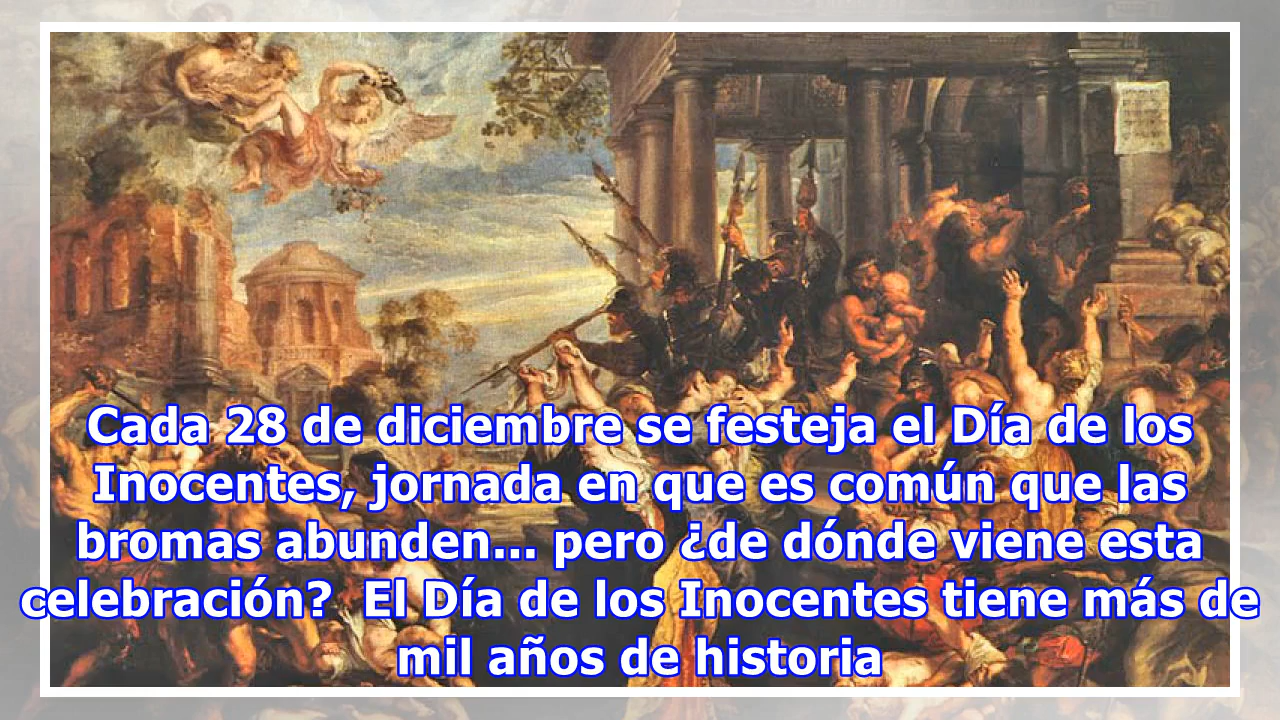 Cada 28 de diciembre se festeja el Día de los
Inocentes, jornada en que es común que las
bromas abunden... pero ¿de dónde viene esta
celebración?  El Día de los Inocentes tiene más de
mil años de historia